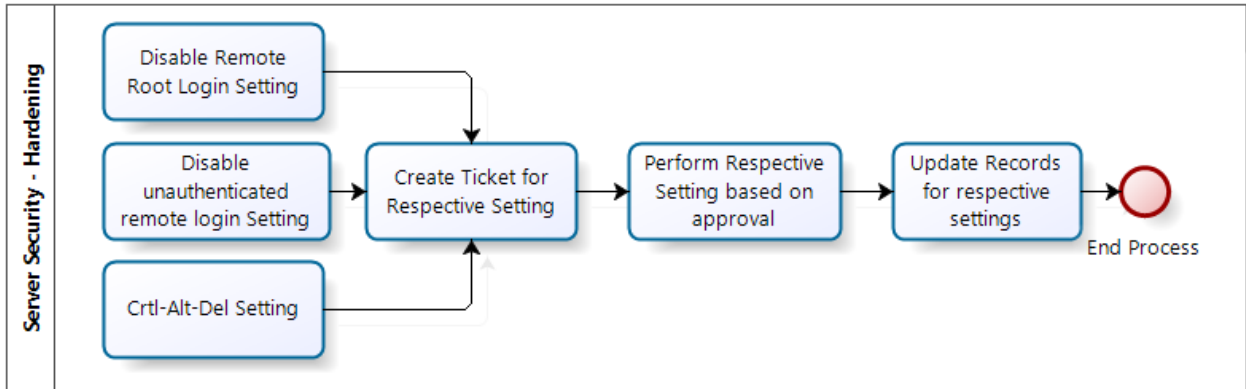 Server Security - Hardening
Disable Remote
Root Login Setting
Disable
unauthenticated
remote login Setting
Crtl-Alt-Del Setting
Create Ticket for
Respective Setting
Perform Respective
Setting based on
approval
Update Records
for respective
settings
End Process